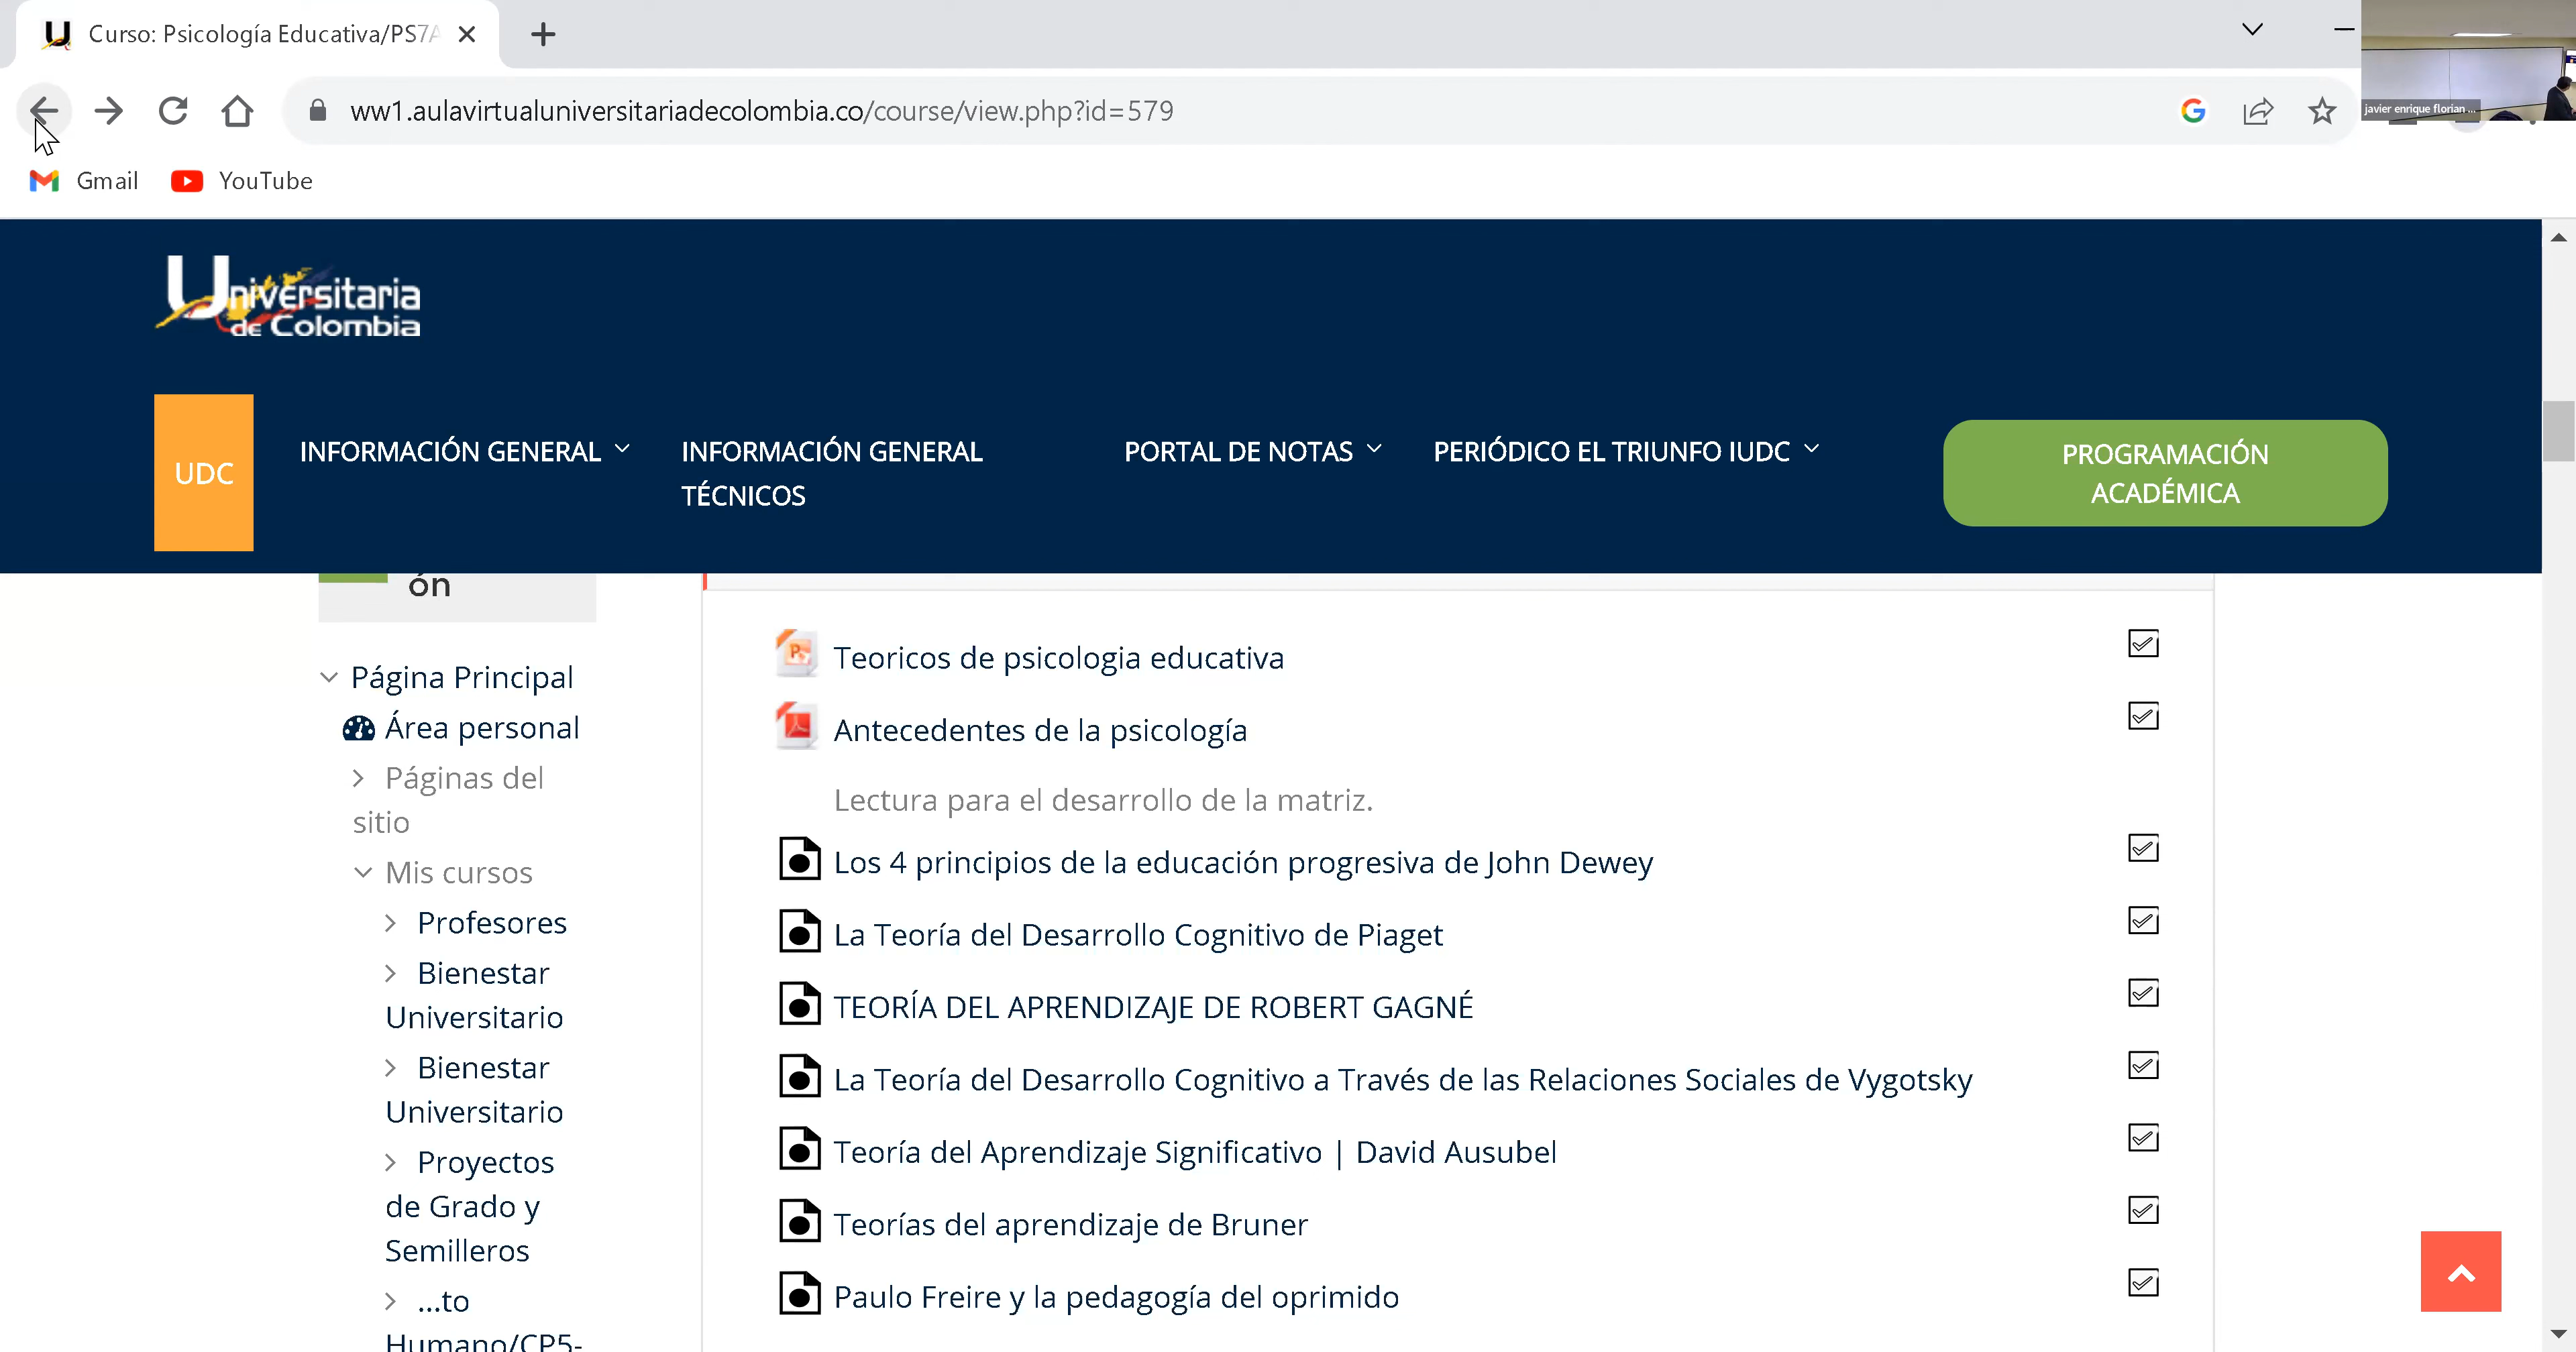 Curso: Psicología Educativa/PS7A
ww1.aulavirtualuniversitariadecolombia.co/course/view.php?id=579
javier enrique florian ...
Gmail
YouTube
Universitaria
de Colombia
UDC
INFORMACIÓN GENERAL
INFORMACIÓN GENERAL
TÉCNICOS
PORTAL DE NOTAS
PERIÓDICO EL TRIUNFO IUDC
PROGRAMACIÓN
ACADÉMICA
ón
Página Principal
Área personal
Páginas del
sitio
Mis cursos
Profesores
Bienestar
Universitario
Bienestar
Universitario
Proyectos
de Grado y
Semilleros
...to
Humano/CP5-
Teoricos de psicologia educativa
Antecedentes de la psicología
Lectura para el desarrollo de la matriz.
Los 4 principios de la educación progresiva de John Dewey
La Teoría del Desarrollo Cognitivo de Piaget
TEORÍA DEL APRENDIZAJE DE ROBERT GAGNÉ
La Teoría del Desarrollo Cognitivo a Través de las Relaciones Sociales de Vygotsky
Teoría del Aprendizaje Significativo | David Ausubel
Teorías del aprendizaje de Bruner
Paulo Freire y la pedagogía del oprimido